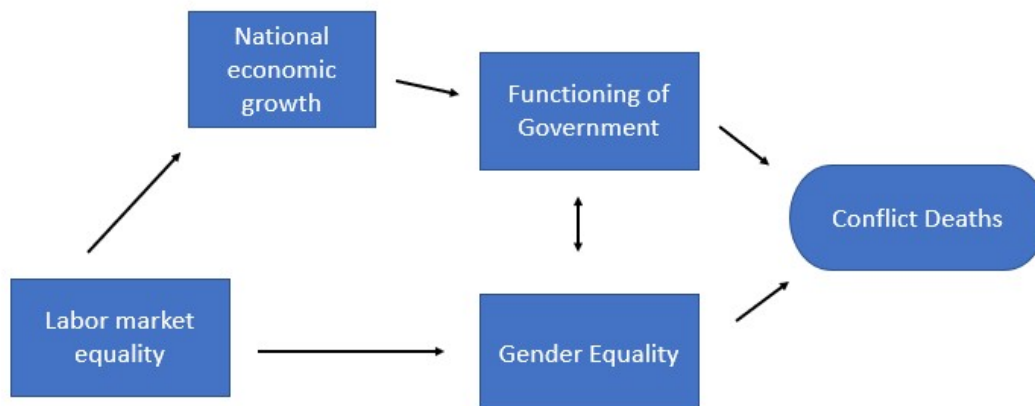 National
economic
growth
Functioning of
Government
Conflict Deaths
Labor market
equality
Gender Equality